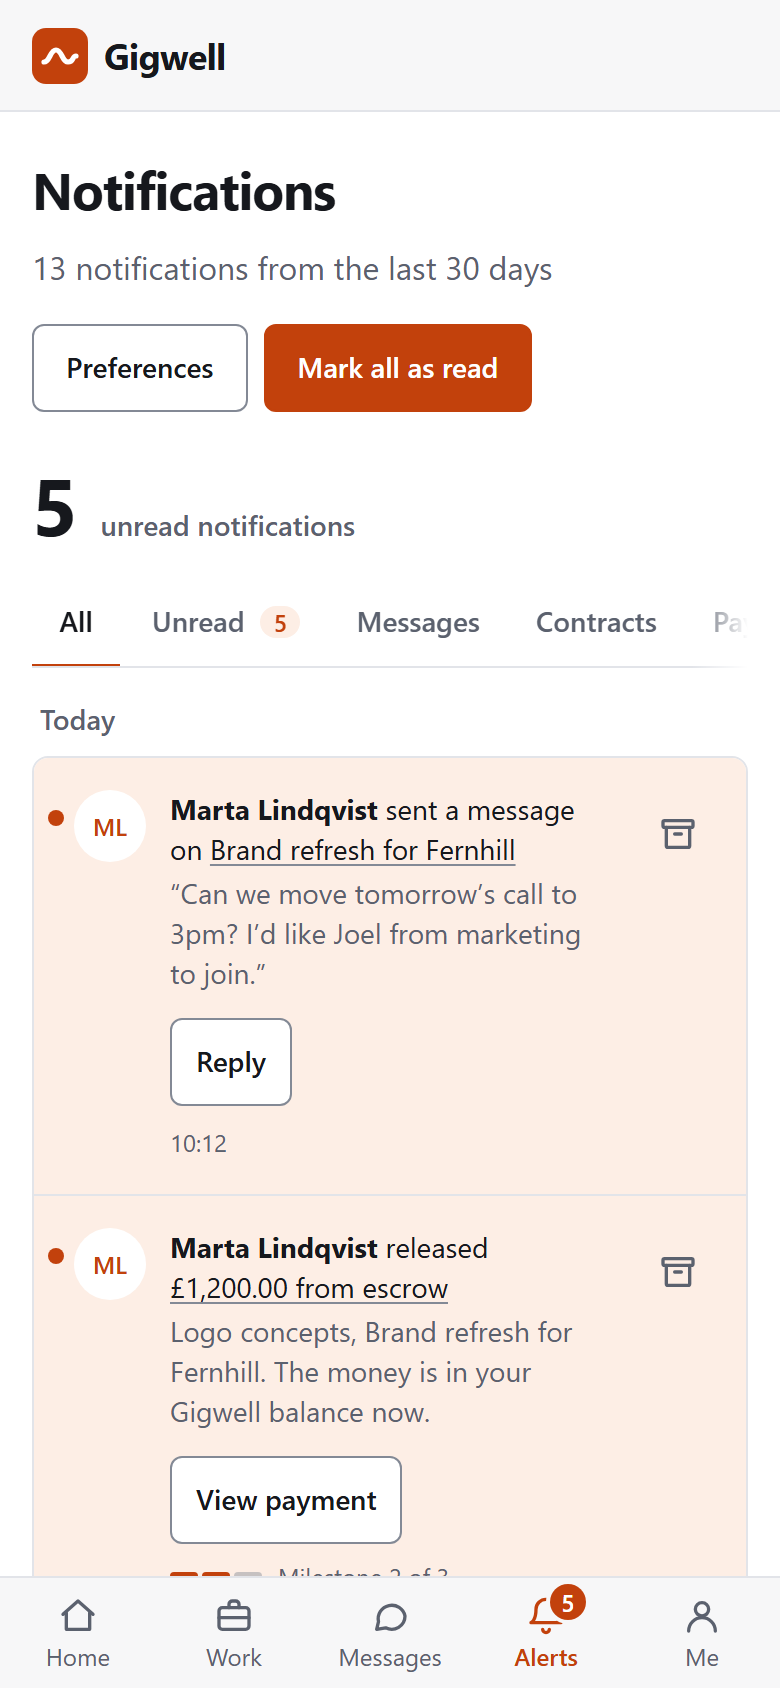 Gigwell
Notifications
13 notifications from the last 30 days
Preferences
Mark all as read
5 unread notifications
All
Unread 5
Messages
Contracts
Today
ML
Marta Lindqvist sent a message
on Brand refresh for Fernhill
“Can we move tomorrow’s call to
3pm? I’d like Joel from marketing
to join.”
Reply
10:12
ML
Marta Lindqvist released
£1,200.00 from escrow
Logo concepts, Brand refresh for
Fernhill. The money is in your
Gigwell balance now.
View payment
Milestone 2 of 3
Home
Work
Messages
5
Alerts
Me